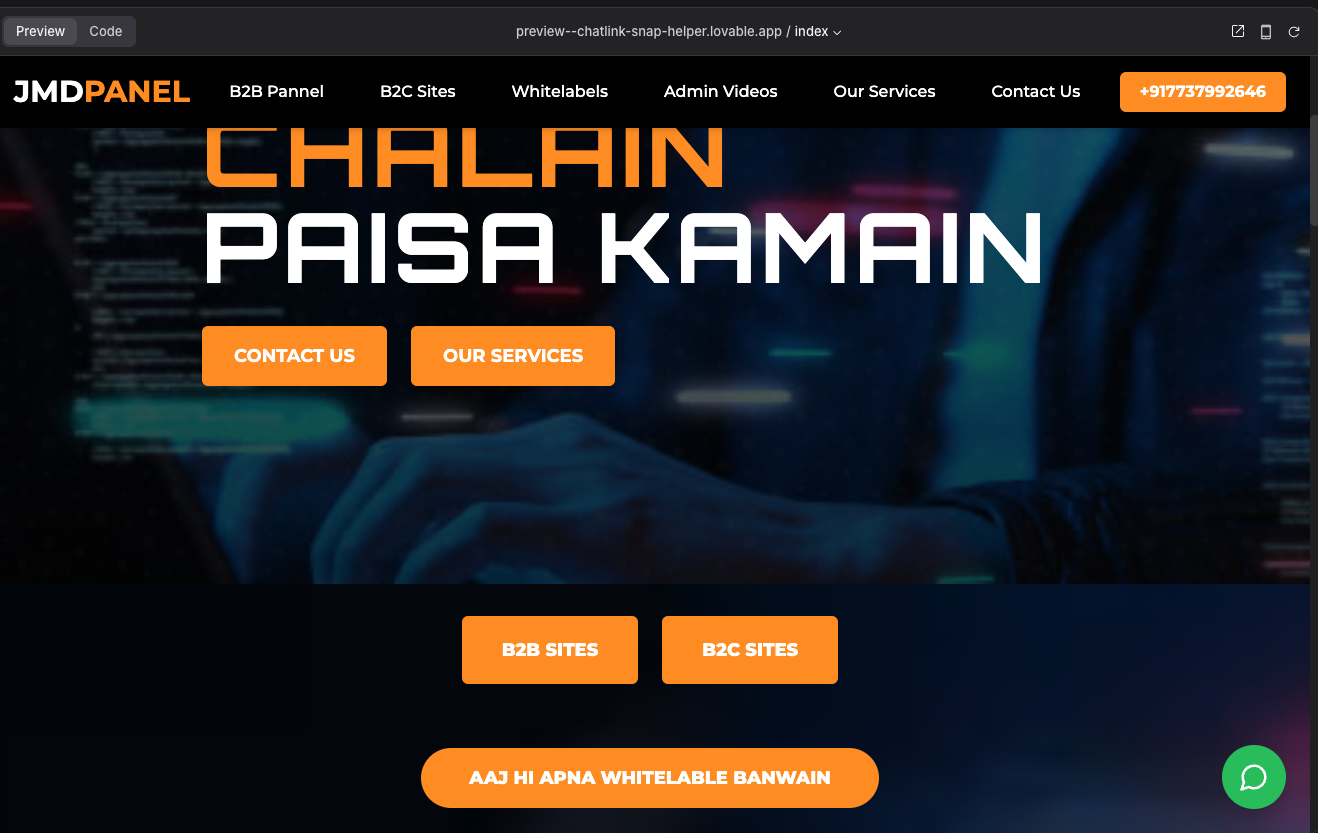 Preview Code preview--chatlink-snap-helper.lovable.app / index
JMDPANEL B2B Pannel B2C Sites Whitelabels Admin Videos Our Services Contact Us +917737992646
CHALAIN
PAISA KAMAIN
CONTACT US OUR SERVICES
B2B SITES B2C SITES
AAJ HI APNA WHITELABLE BANWAIN